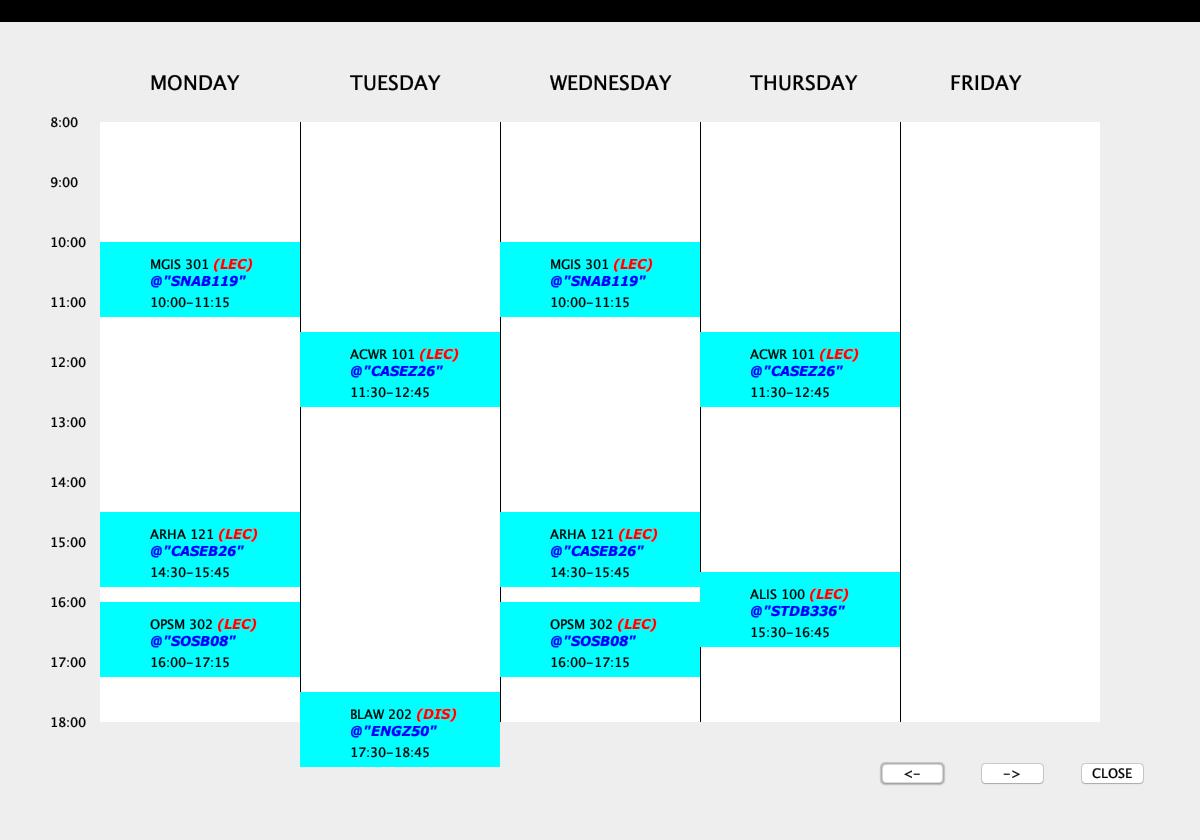 MONDAY TUESDAY WEDNESDAY THURSDAY FRIDAY
8:00
9:00
10:00
MGIS 301 (LEC) MGIS 301 (LEC)
@"SNAB119" @"SNAB119"
11:00 10:00-11:15 10:00-11:15
ACWR 101 (LEC) ACWR 101 (LEC)
12:00
@"CASEZ26" @"CASEZ26"
11:30-12:45 11:30-12:45
13:00
14:00
ARHA 121 (LEC) ARHA 121 (LEC)
15:00
@"CASEB26" @"CASEB26"
14:30-15:45 14:30-15:45
ALIS 100 (LEC)
16:00
@"STDB336"
OPSM 302 (LEC) OPSM 302 (LEC)
15:30-16:45
@"SOSB08" @"SOSB08"
17:00 16:00-17:15 16:00-17:15
BLAW 202 (DIS)
18:00
@"ENGZ50"
17:30-18:45
<- -> CLOSE